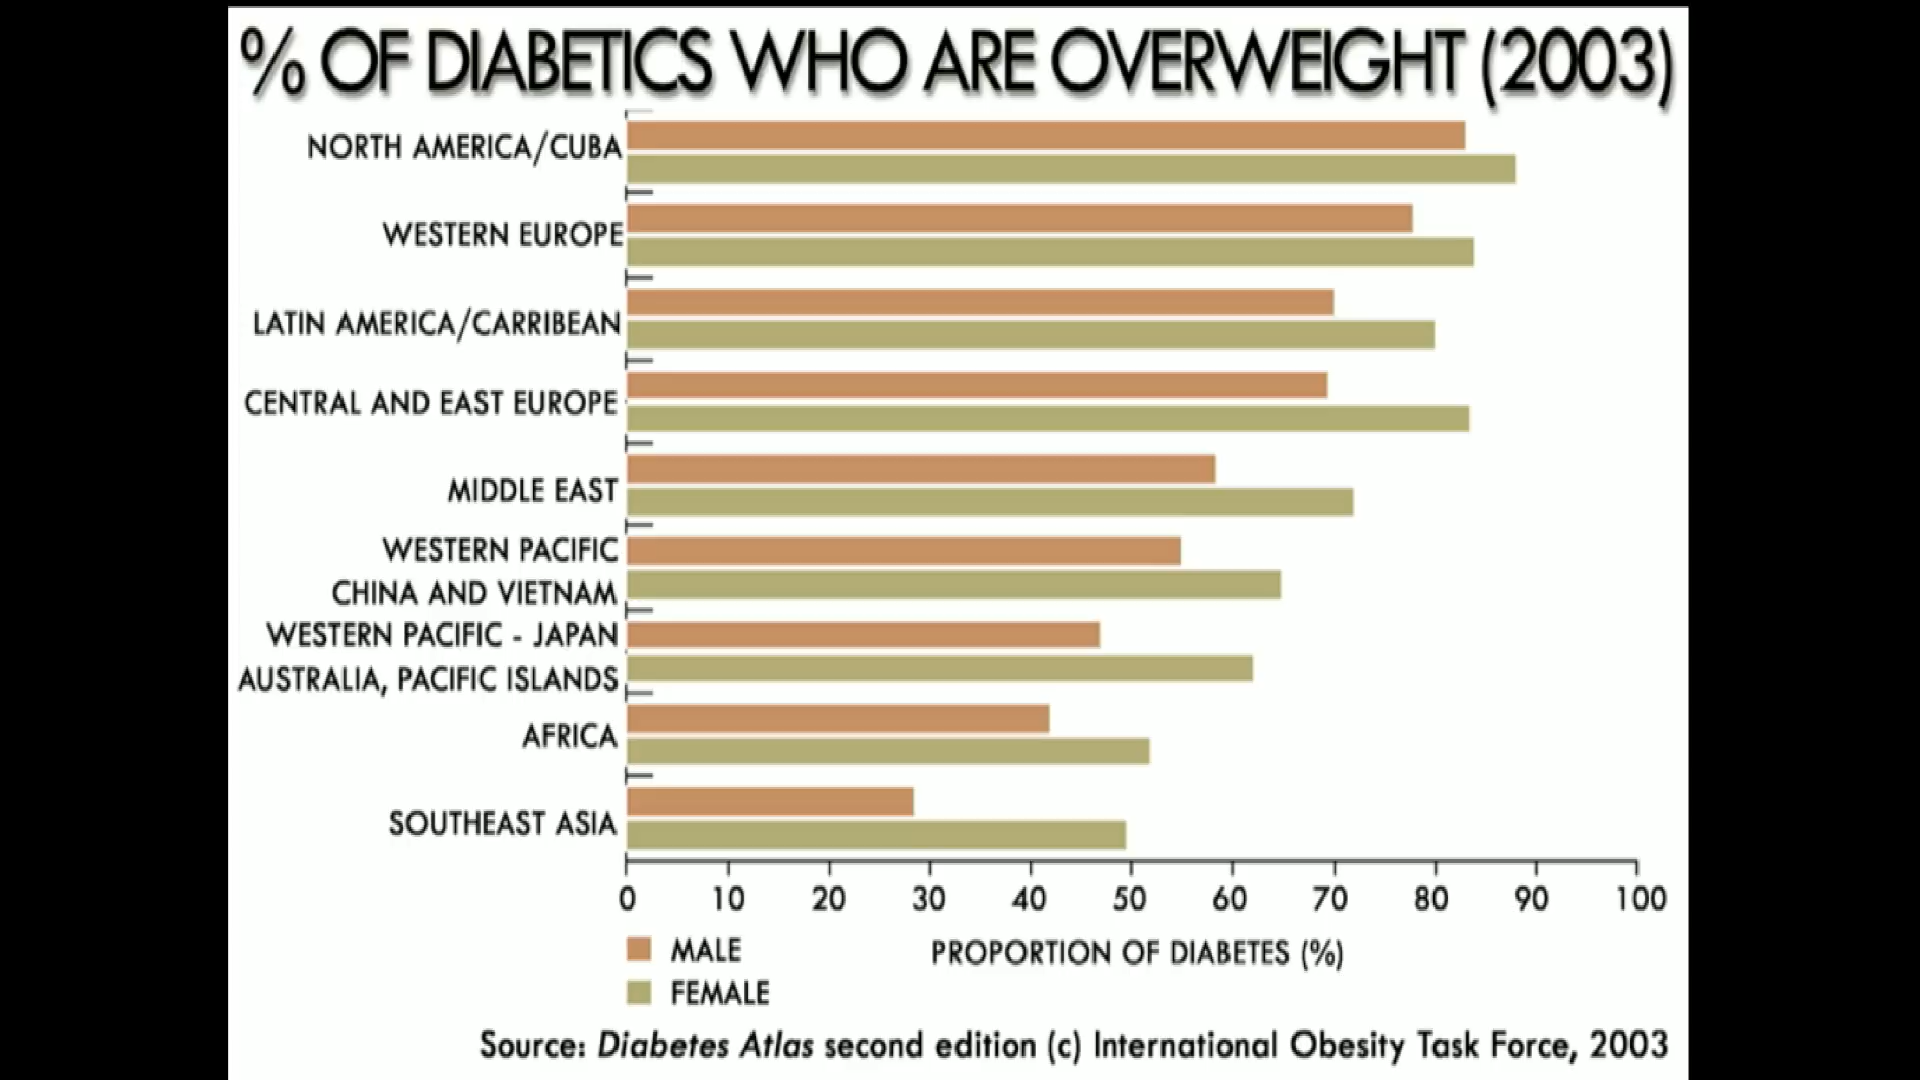 % OF DIABETICS WHO ARE OVERWEIGHT (2003)
NORTH AMERICA/CUBA
WESTERN EUROPE
LATIN AMERICA/CARRIBEAN
CENTRAL AND EAST EUROPE
MIDDLE EAST
WESTERN PACIFIC
CHINA AND VIETNAM
WESTERN PACIFIC - JAPAN
AUSTRALIA, PACIFIC ISLANDS
AFRICA
SOUTHEAST ASIA
0 10 20 30 40 50 60 70 80 90 100
MALE
PROPORTION OF DIABETES (%)
FEMALE
Source: Diabetes Atlas second edition (c) International Obesity Task Force, 2003